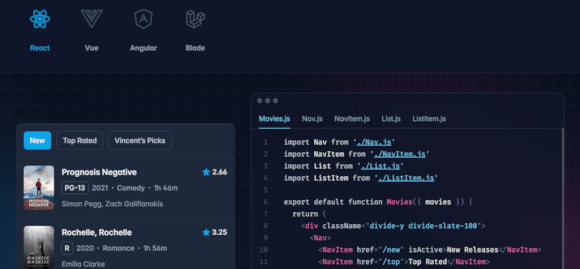 React
Vue
Angular
Blade
New
Top Rated
Vincent's Picks
Prognosis Negative
2.66
PG-13 2021 · Comedy · 1h 46m
Simon Pegg, Zach Galifianakis
PROGNOSIS
NEGATIVE
Rochelle, Rochelle
3.25
R 2020 · Romance · 1h 56m
Emilia Clarke
Movies.js
Nav.js
NavItem.js
List.js
ListItem.js
1 import Nav from './Nav.js'
2 import NavItem from './NavItem.js'
3 import List from './List.js'
4 import ListItem from './ListItem.js'
5
6 export default function Movies({ movies }) {
7 return (
8 <div className="divide-y divide-slate-100">
9 <Nav>
10 <NavItem href="/new" isActive>New Releases</NavItem>
11 <NavItem href="/top">Top Rated</NavItem>